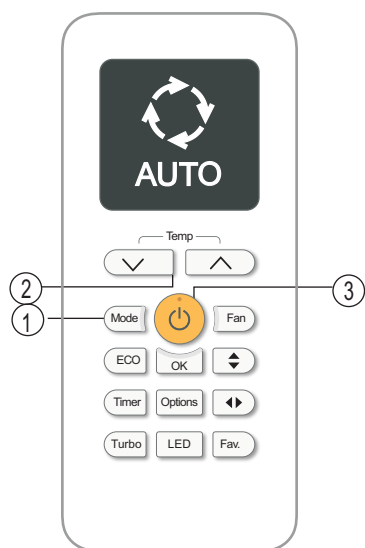 AUTO
Temp
2
3
1
Mode
Fan
ECO
OK
Timer
Options
Turbo
LED
Fav.